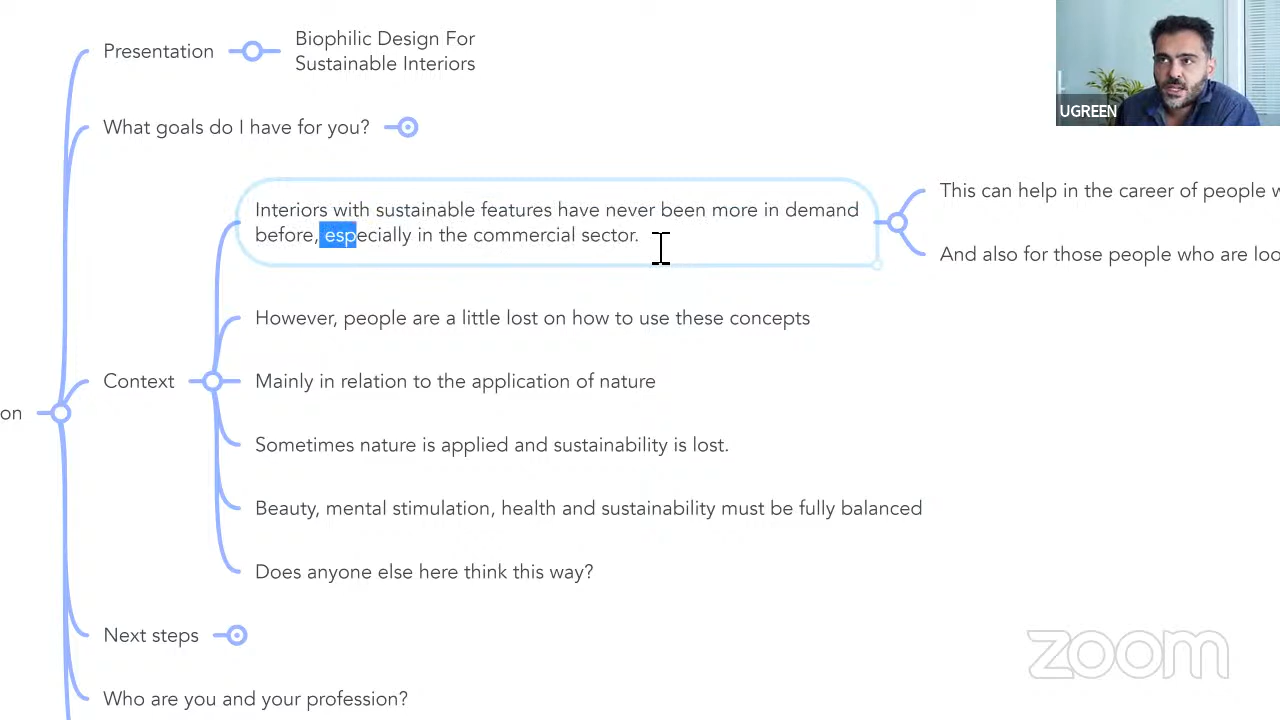 Presentation
Biophilic Design For
Sustainable Interiors
UGREEN
What goals do I have for you?
Interiors with sustainable features have never been more in demand
before, especially in the commercial sector.
This can help in the career of people w
And also for those people who are loo
However, people are a little lost on how to use these concepts
Context
Mainly in relation to the application of nature
on
Sometimes nature is applied and sustainability is lost.
Beauty, mental stimulation, health and sustainability must be fully balanced
Does anyone else here think this way?
Next steps
zoom
Who are you and your profession?